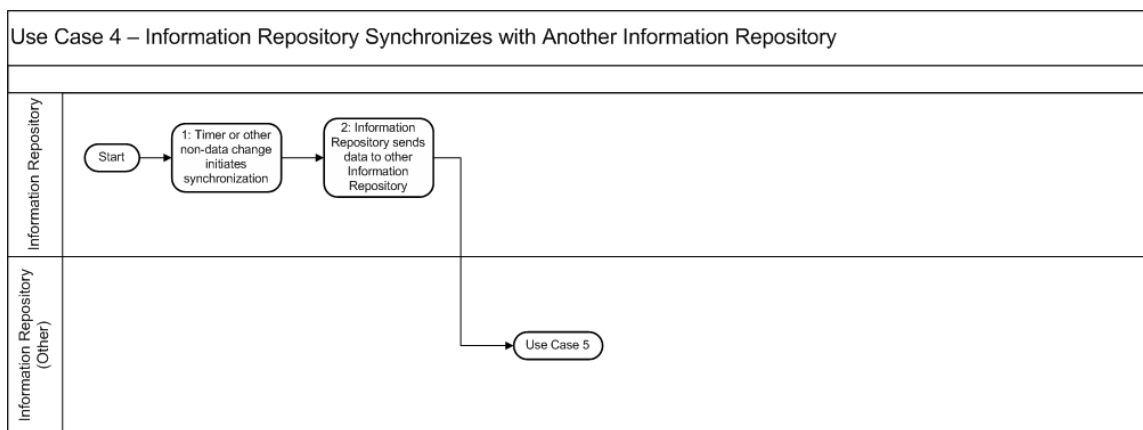 Use Case 4 – Information Repository Synchronizes with Another Information Repository
Information Repository
Start
1: Timer or other
non-data change
initiates
synchronization
2: Information
Repository sends
data to other
Information
Repository
Information Repository
(Other)
Use Case 5